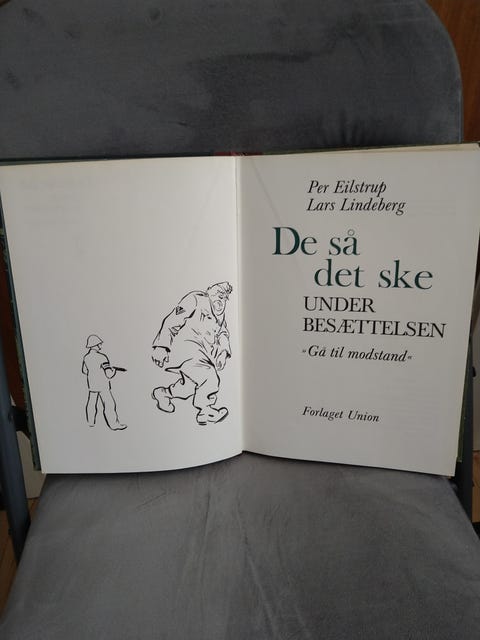 Per Eilstrup
Lars Lindeberg
De så
det ske
UNDER
BESÆTTELSEN
»Gå til modstand«
Forlaget Union